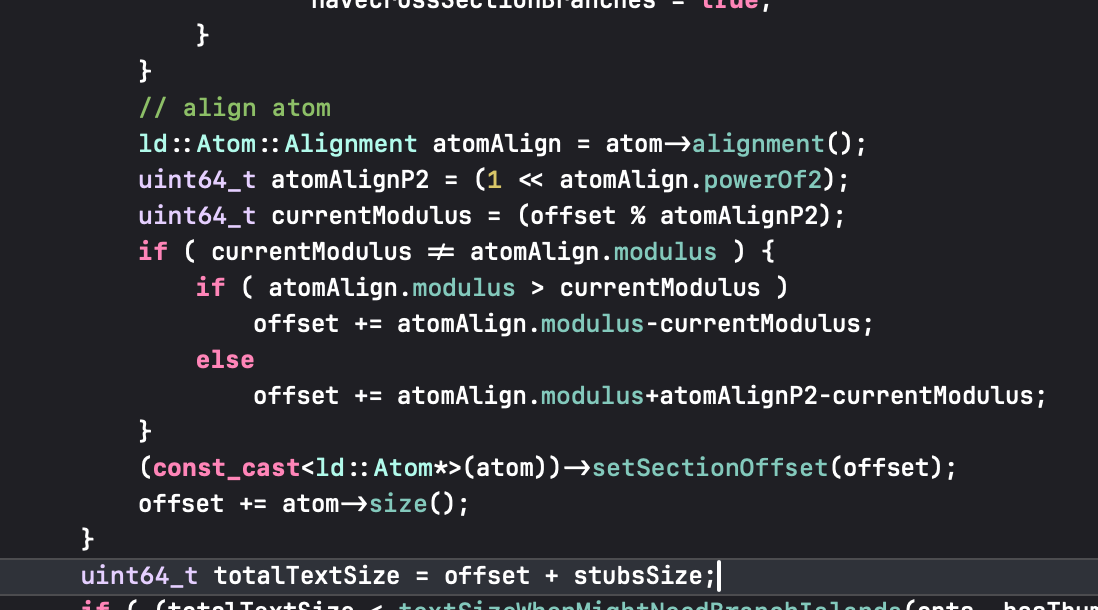 havecrossSectionBranches = true;
}
}
// align atom
ld::Atom::Alignment atomAlign = atom->alignment();
uint64_t atomAlignP2 = (1 << atomAlign.powerOf2);
uint64_t currentModulus = (offset % atomAlignP2);
if ( currentModulus != atomAlign.modulus ) {
if ( atomAlign.modulus > currentModulus )
offset += atomAlign.modulus-currentModulus;
else
offset += atomAlign.modulus+atomAlignP2-currentModulus;
}
(const_cast<ld::Atom*>(atom))->setSectionOffset(offset);
offset += atom->size();
}
uint64_t totalTextSize = offset + stubsSize;
if ( (totalTextSize < textSizeWhenMightNeedBranchIslands(opts, hasThu